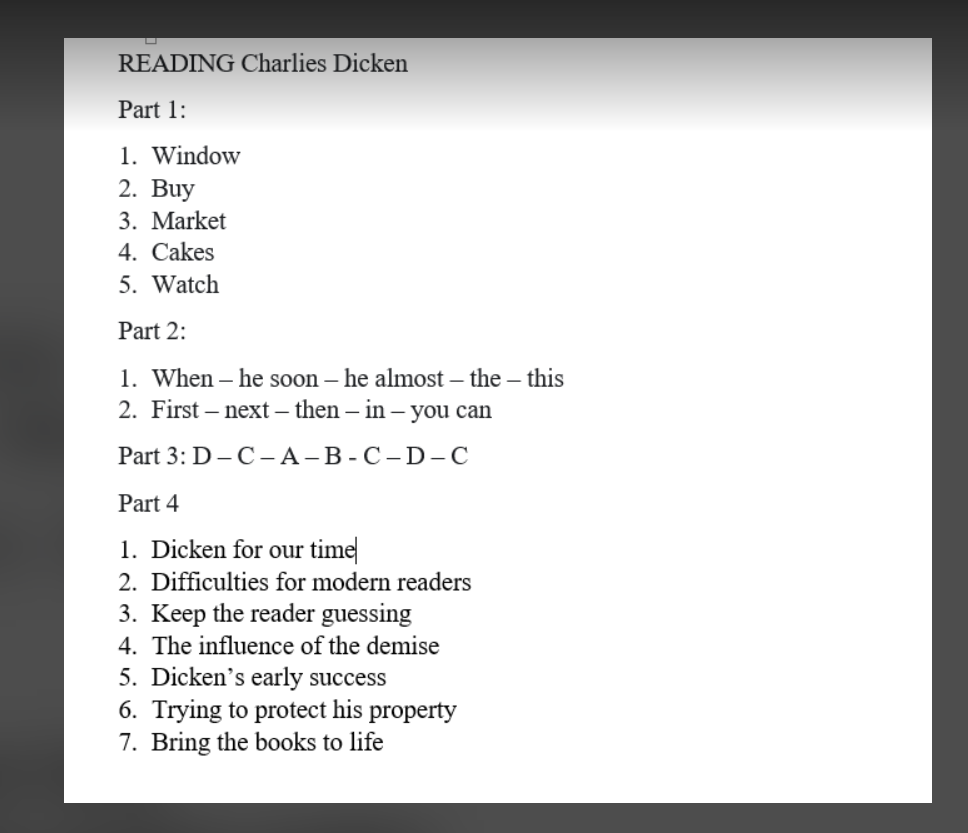 READING Charlies Dicken
Part 1:
1. Window
2. Buy
3. Market
4. Cakes
5. Watch
Part 2:
1. When – he soon – he almost – the – this
2. First – next – then – in – you can
Part 3: D – C – A – B - C – D – C
Part 4
1. Dicken for our time
2. Difficulties for modern readers
3. Keep the reader guessing
4. The influence of the demise
5. Dicken’s early success
6. Trying to protect his property
7. Bring the books to life